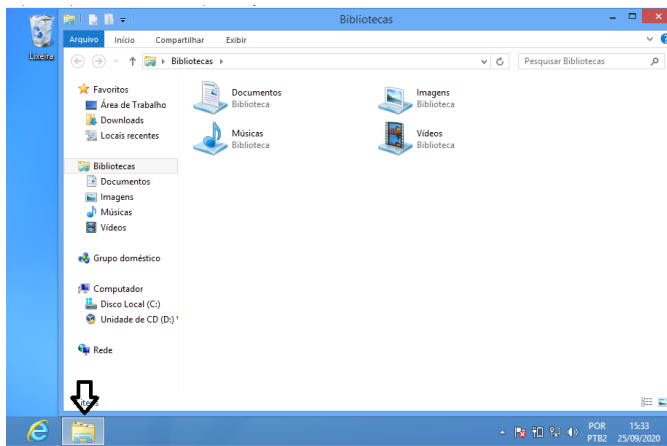 Bibliotecas
Lixeira
Arquivo Início Compartilhar Exibir
Bibliotecas
Pesquisar Bibliotecas
Favoritos
Área de Trabalho
Downloads
Locais recentes
Bibliotecas
Documentos
Imagens
Músicas
Vídeos
Grupo doméstico
Computador
Disco Local (C:)
Unidade de CD (D:)
Rede
Documentos
Biblioteca
Imagens
Biblioteca
Músicas
Biblioteca
Vídeos
Biblioteca
POR
PTB2
15:33
25/09/2020